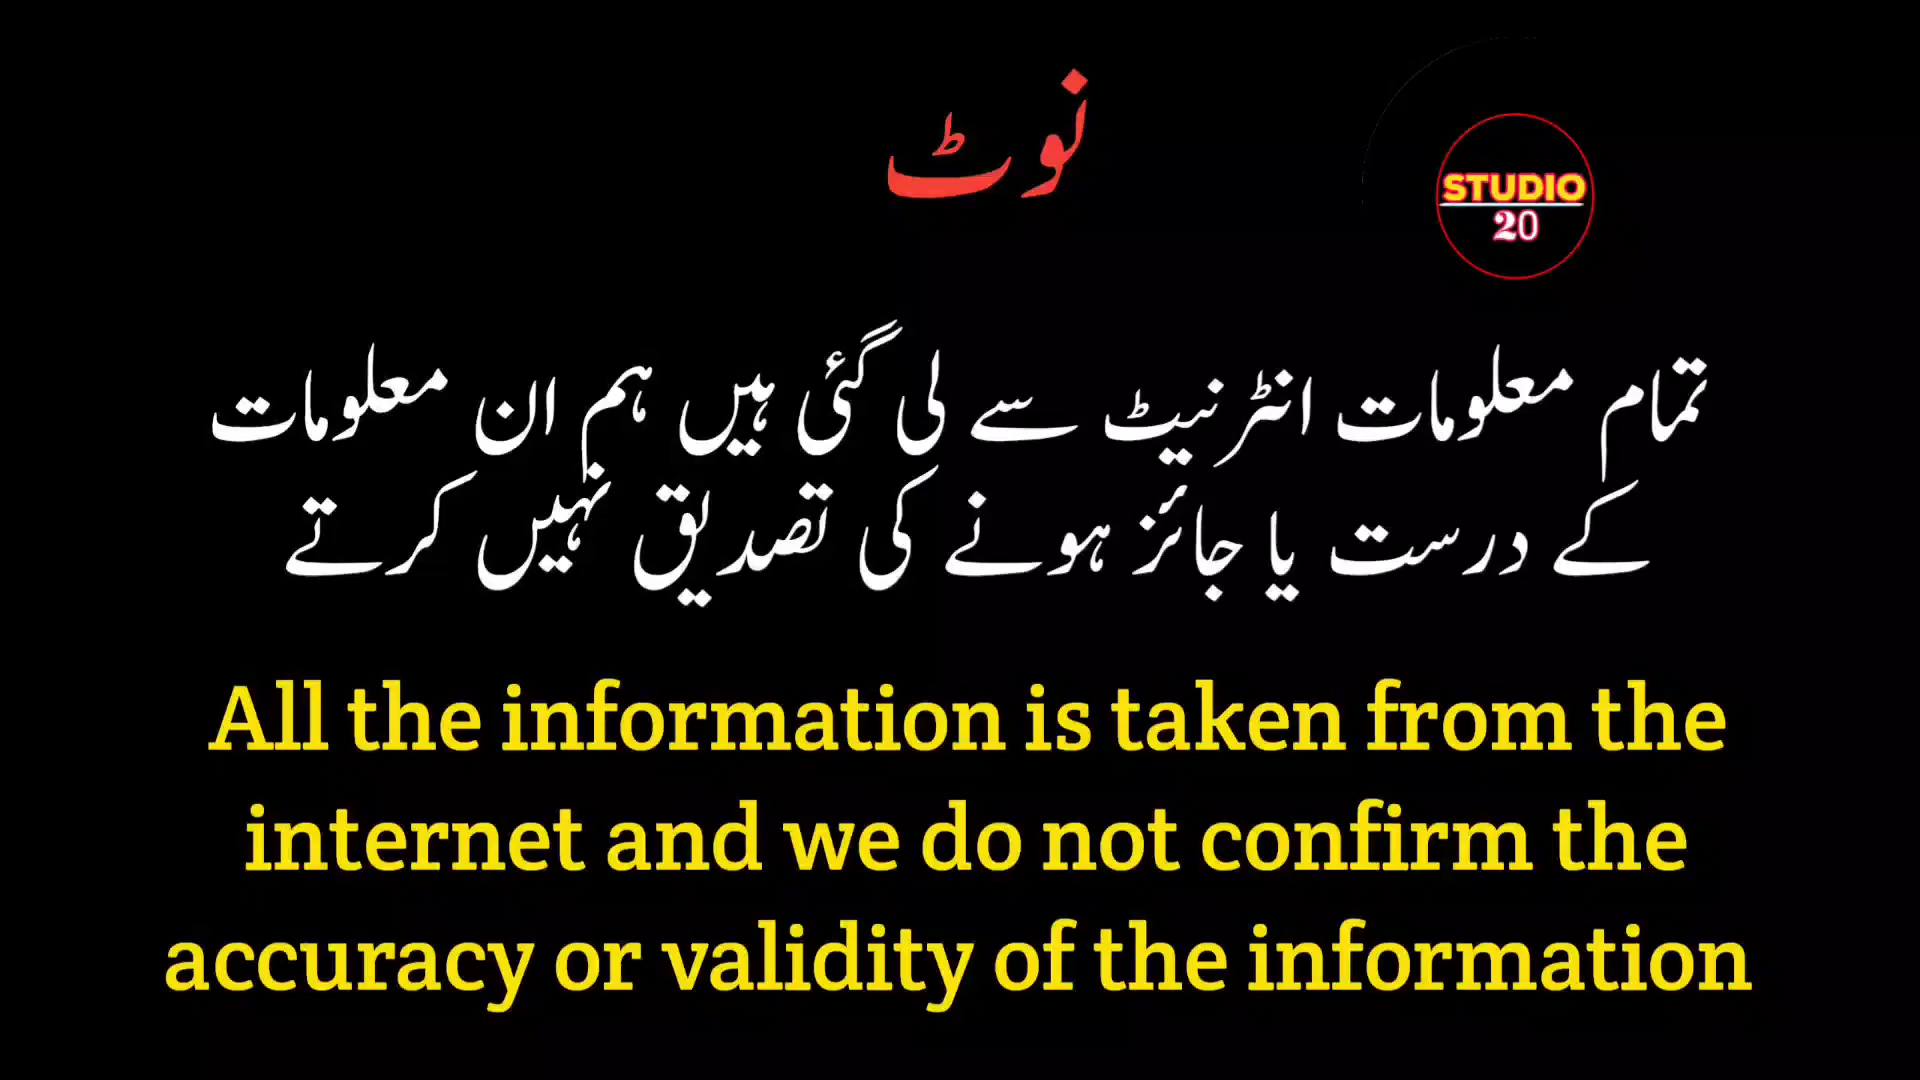 نوٹ
STUDIO
20
تمام معلومات انٹرنیٹ سے لی گئی ہیں ہم ان معلومات
کے درست یا جائز ہونے کی تصدیق نہیں کرتے
All the information is taken from the
internet and we do not confirm the
accuracy or validity of the information